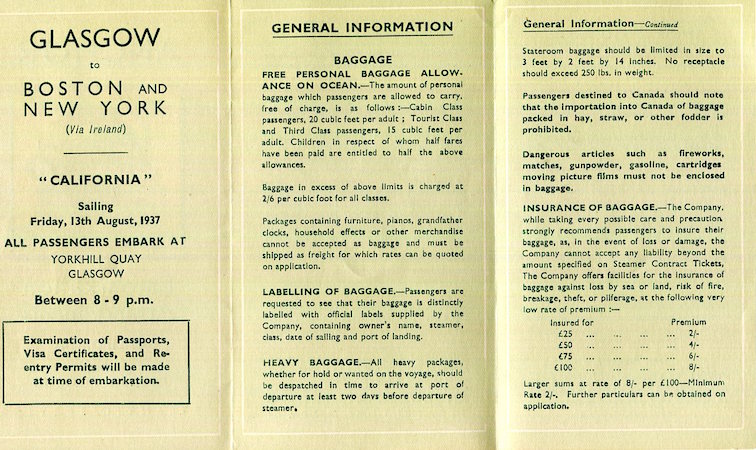 GLASGOW
to
BOSTON AND
NEW YORK
(Via Ireland)
"CALIFORNIA"
Sailing
Friday, 13th August, 1937
ALL PASSENGERS EMBARK AT
YORKHILL QUAY
GLASGOW
Between 8 - 9 p.m.
Examination of Passports,
Visa Certificates, and Re-
entry Permits will be made
at time of embarkation.
GENERAL INFORMATION
BAGGAGE
FREE PERSONAL BAGGAGE ALLOW-
ANCE ON OCEAN.—The amount of personal
baggage which passengers are allowed to carry,
free of charge, is as follows :—Cabin Class
passengers, 20 cubic feet per adult ; Tourist Class
and Third Class passengers, 15 cubic feet per
adult. Children in respect of whom half fares
have been paid are entitled to half the above
allowances.
Baggage in excess of above limits is charged at
2/6 per cubic foot for all classes.
Packages containing furniture, pianos, grandfather
clocks, household effects or other merchandise
cannot be accepted as baggage and must be
shipped as freight for which rates can be quoted
on application.
LABELLING OF BAGGAGE.—Passengers are
requested to see that their baggage is distinctly
labelled with official labels supplied by the
Company, containing owner's name, steamer,
class, date of sailing and port of landing.
HEAVY BAGGAGE.—All heavy packages,
whether for hold or wanted on the voyage, should
be despatched in time to arrive at port of
departure at least two days before departure of
steamer.
General Information—Continued
Stateroom baggage should be limited in size to
3 feet by 2 feet by 14 inches. No receptacle
should exceed 250 lbs. in weight.
Passengers destined to Canada should note
that the importation into Canada of baggage
packed in hay, straw, or other fodder is
prohibited.
Dangerous articles such as fireworks,
matches, gunpowder, gasoline, cartridges
moving picture films must not be enclosed
in baggage.
INSURANCE OF BAGGAGE.—The Company,
while taking every possible care and precaution
strongly recommends passengers to insure their
baggage, as, in the event of loss or damage, the
Company cannot accept any liability beyond the
amount specified on Steamer Contract Tickets,
The Company offers facilities for the insurance of
baggage against loss by sea or land, risk of fire,
breakage, theft, or pilferage, at the following very
low rate of premium :—
Insured for Premium
£25 ... ... ... ... 2/-
£50 ... ... ... ... 4/-
£75 ... ... ... ... 6/-
£100 ... ... ... ... 8/-
Larger sums at rate of 8/- per £100—Minimum
Rate 2/-. Further particulars can be obtained on
application.